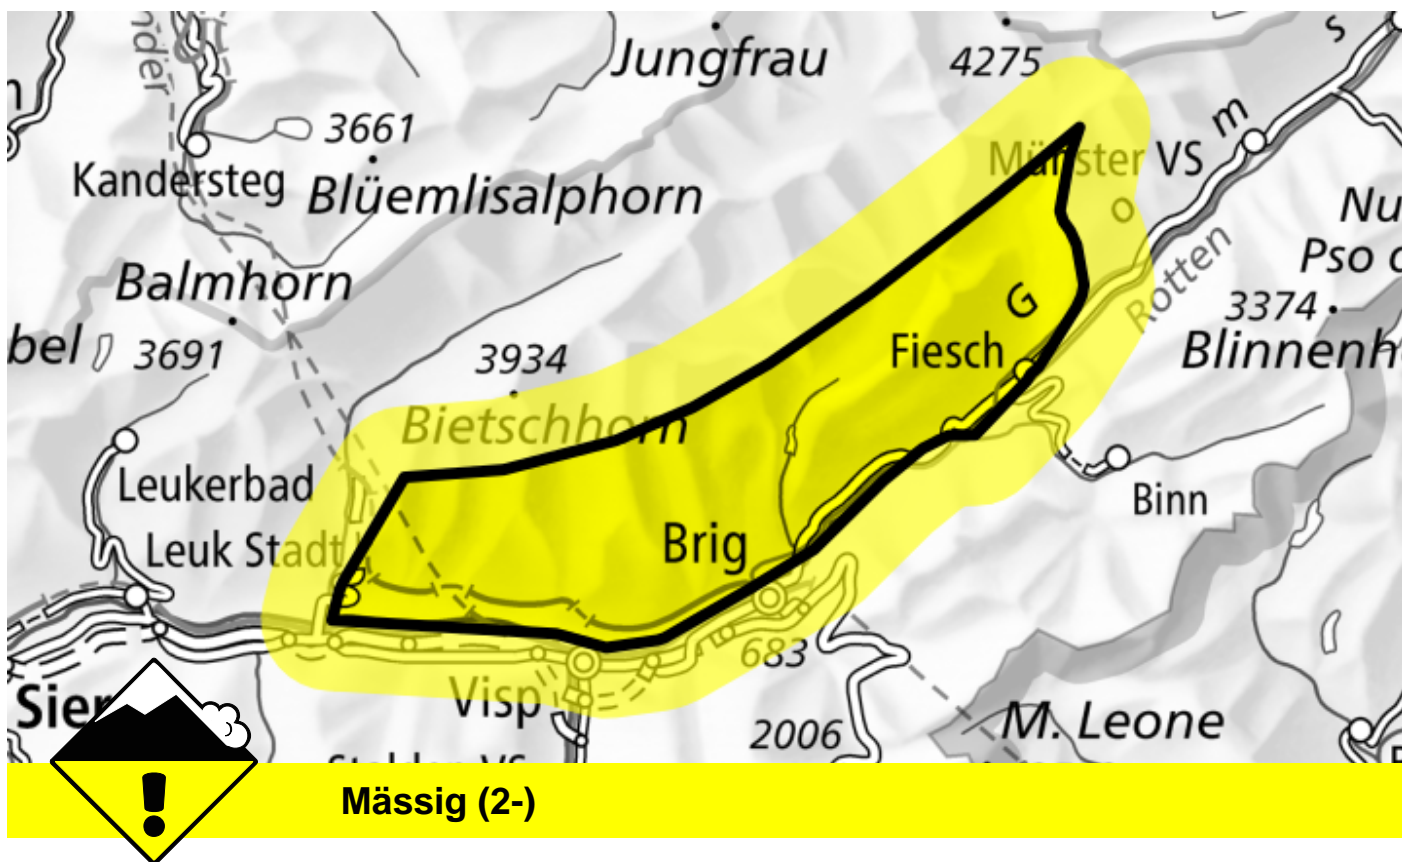 Jungfrau
4275
s
nder
m
3661
Münster VS
Kandersteg
Blüemlisalphorn
o
Nu
Pso
Balmhorn
Rotten
G
3374
bel
3691
3934
Fiesch
Blinnenh
Bietschhorn
Leukerbad
Binn
Leuk Stadt
Brig
683
Visp
Sier
2006
M. Leone
Mässig (2-)